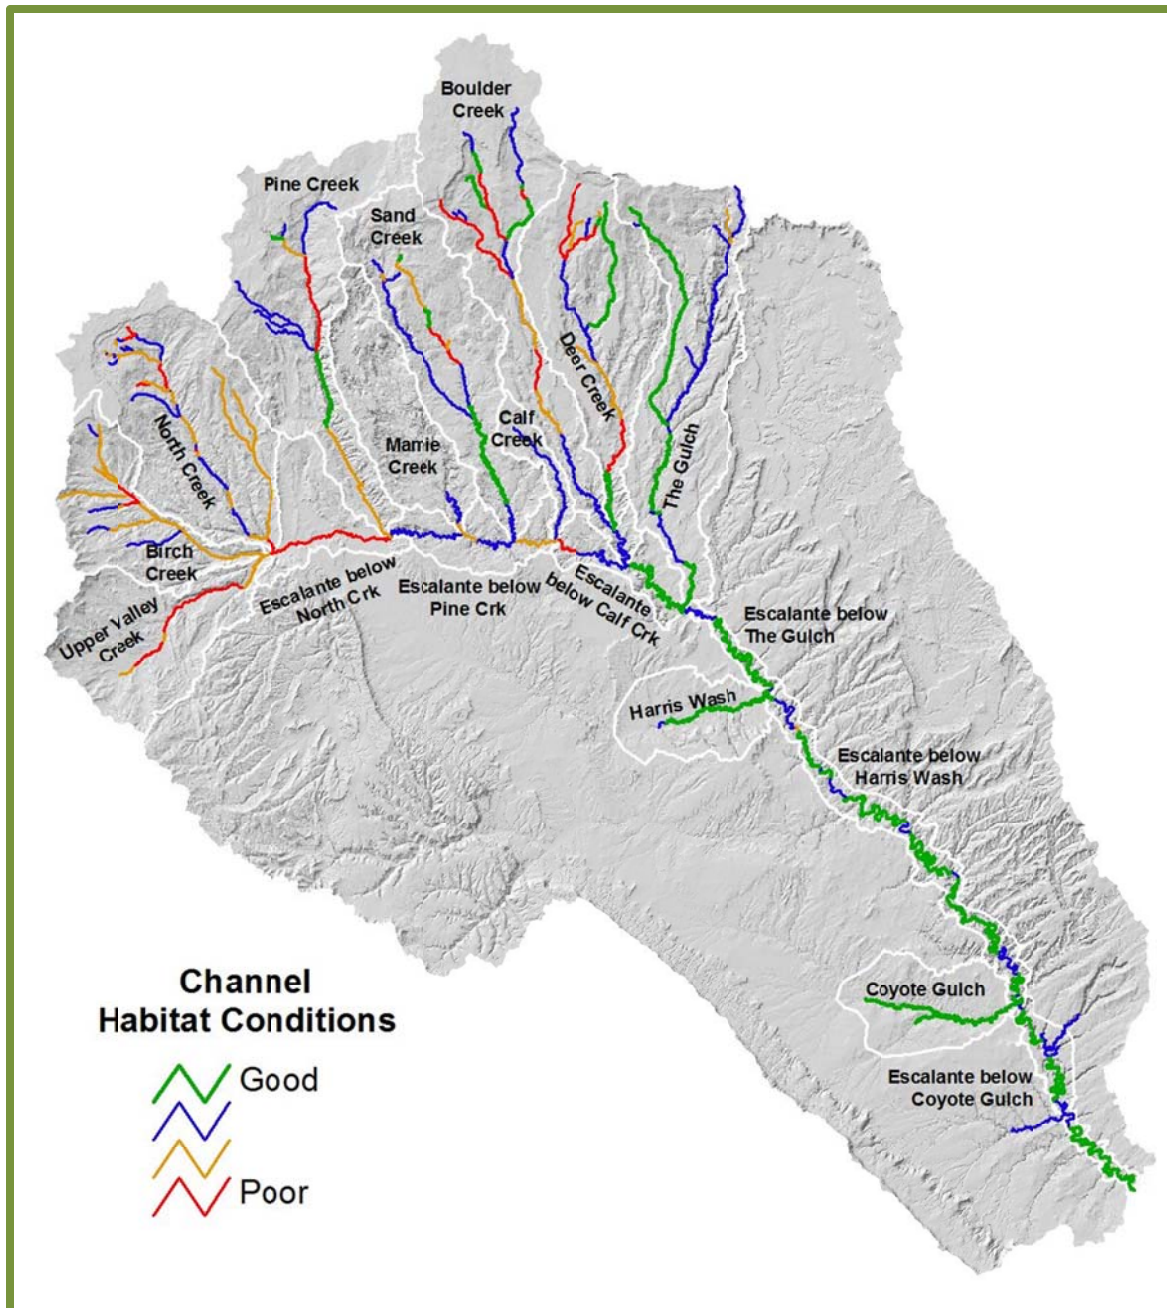 Boulder
Creek
Pine Creek
Sand
Creek
Deer Creek
Calf
Creek
North Creek
Mamie
Creek
The Gulch
Birch
Creek
Upper Valley
Creek
Escalante below
North Crk
Escalante below
Pine Crk
Escalante
below Calf Crk
Escalante below
The Gulch
Harris Wash
Escalante below
Harris Wash
Coyote Gulch
Escalante below
Coyote Gulch
Channel
Habitat Conditions
Good
Poor